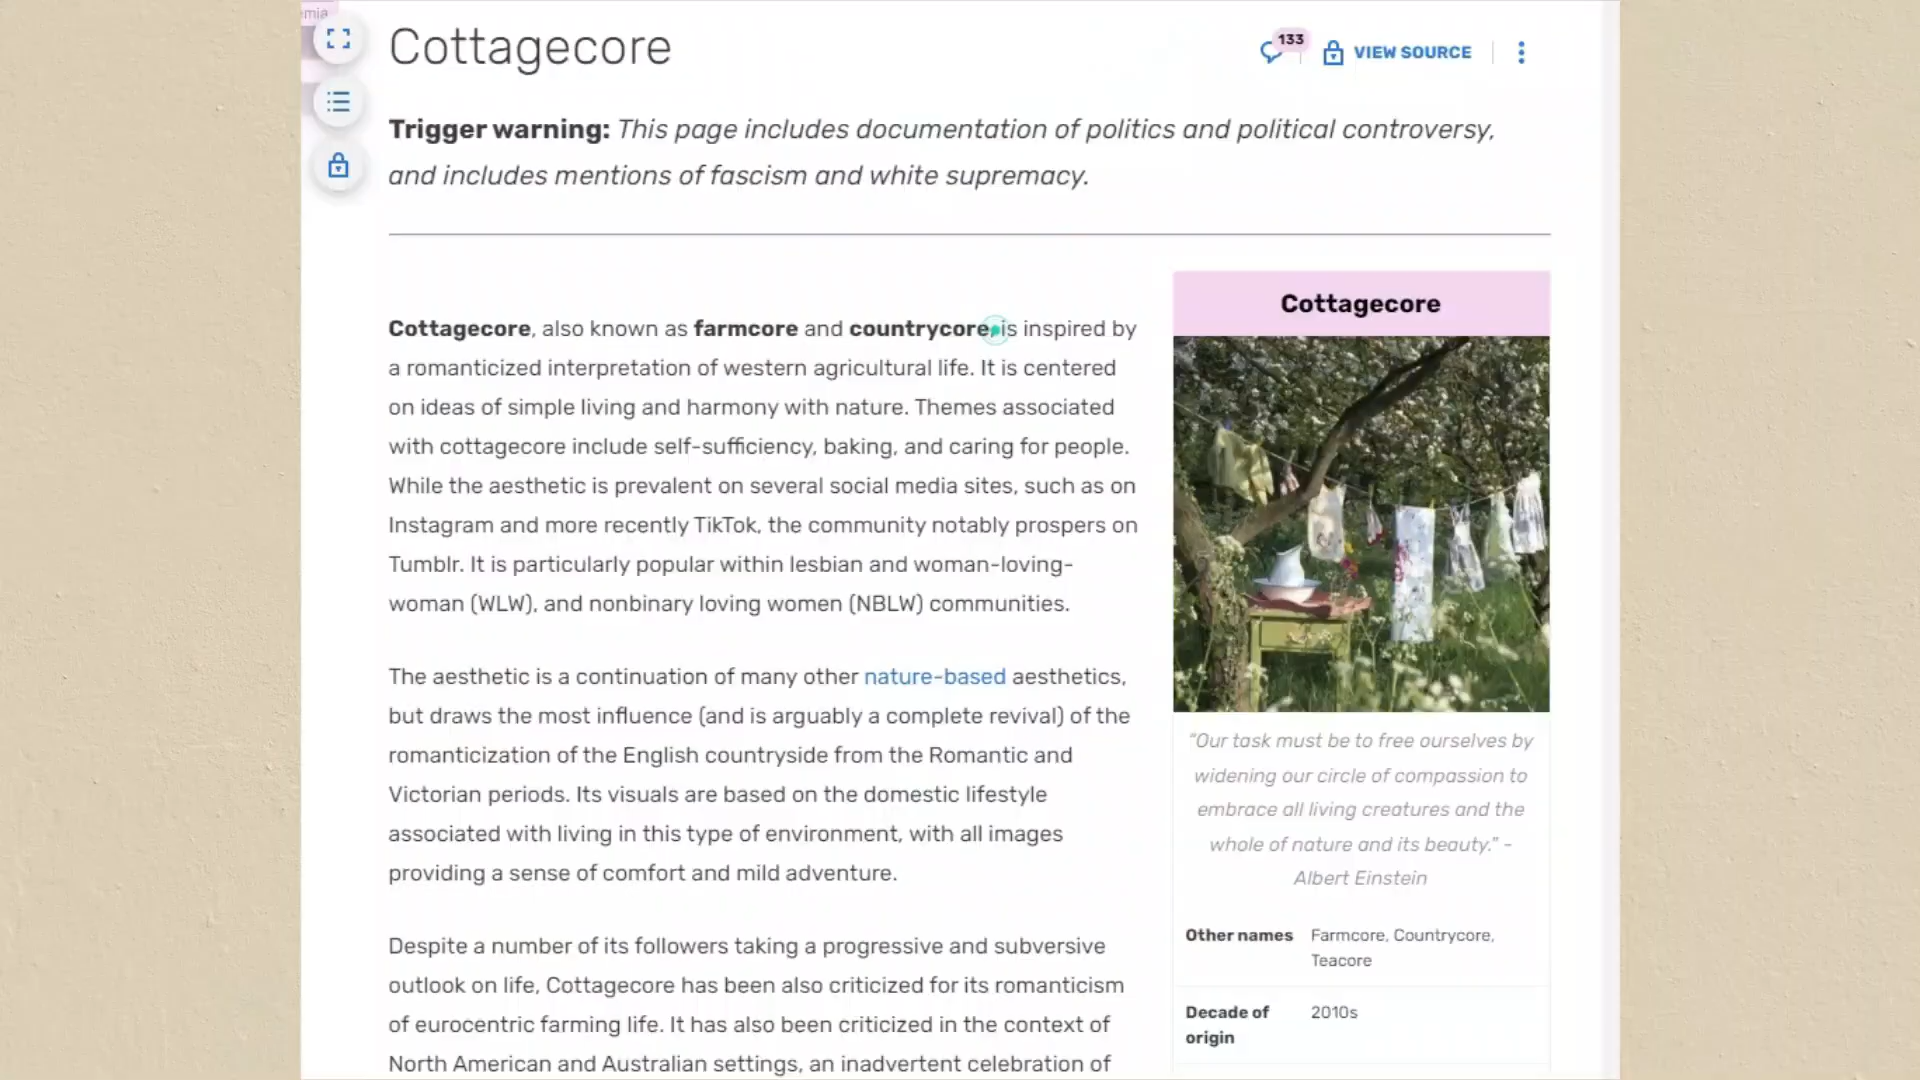 mia
Cottagecore
133
VIEW SOURCE
Trigger warning: This page includes documentation of politics and political controversy,
and includes mentions of fascism and white supremacy.
Cottagecore, also known as farmcore and countrycore, is inspired by
a romanticized interpretation of western agricultural life. It is centered
on ideas of simple living and harmony with nature. Themes associated
with cottagecore include self-sufficiency, baking, and caring for people.
While the aesthetic is prevalent on several social media sites, such as on
Instagram and more recently TikTok, the community notably prospers on
Tumblr. It is particularly popular within lesbian and woman-loving-
woman (WLW), and nonbinary loving women (NBLW) communities.
The aesthetic is a continuation of many other nature-based aesthetics,
but draws the most influence (and is arguably a complete revival) of the
romanticization of the English countryside from the Romantic and
Victorian periods. Its visuals are based on the domestic lifestyle
associated with living in this type of environment, with all images
providing a sense of comfort and mild adventure.
Despite a number of its followers taking a progressive and subversive
outlook on life, Cottagecore has been also criticized for its romanticism
of eurocentric farming life. It has also been criticized in the context of
North American and Australian settings, an inadvertent celebration of
Cottagecore
"Our task must be to free ourselves by
widening our circle of compassion to
embrace all living creatures and the
whole of nature and its beauty." -
Albert Einstein
Other names Farmcore, Countrycore,
Teacore
Decade of 2010s
origin